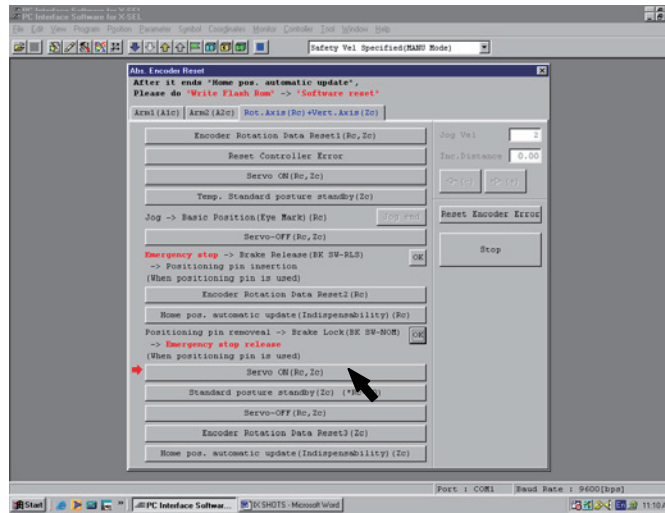 PC Interface Software for X-SEL
PC Interface Software for X-SEL
File Edit View Program Position Parameter Symbol Coordinates Monitor Controller Tool Window Help
Safety Vel Specified(MANU Mode)
Abs. Encoder Reset
After it ends "Home pos. automatic update",
Please do "Write Flash Rom" -> "Software reset"
Arm1(A1c) Arm2(A2c) Rot.Axis(Rc)+Vert.Axis(Zc)
Encoder Rotation Data Reset1(Rc,Zc)
Jog Vel 2
Reset Controller Error
Inc.Distance 0.00
Servo ON(Rc,Zc)
Temp. Standard posture standby(Zc)
Jog -> Basic Position(Eye Mark)(Rc) Jog end
Reset Encoder Error
Servo-OFF(Rc,Zc)
Emergency stop -> Brake Release(BK SW-RLS) OK
Stop
-> Positioning pin insertion
(When positioning pin is used)
Encoder Rotation Data Reset2(Rc)
Home pos. automatic update(Indispensability)(Rc)
Positioning pin removeal -> Brake Lock(BK SW-NOM) OK
-> Emergency stop release
(When positioning pin is used)
Servo ON(Rc,Zc)
Standard posture standby(Zc)
Servo-OFF(Rc,Zc)
Encoder Rotation Data Reset3(Zc)
Home pos. automatic update(Indispensability)(Zc)
Port : COM1 Baud Rate : 9600[bps]
Start PC Interface Softwar... IX SHOTS - Microsoft Word 11:10